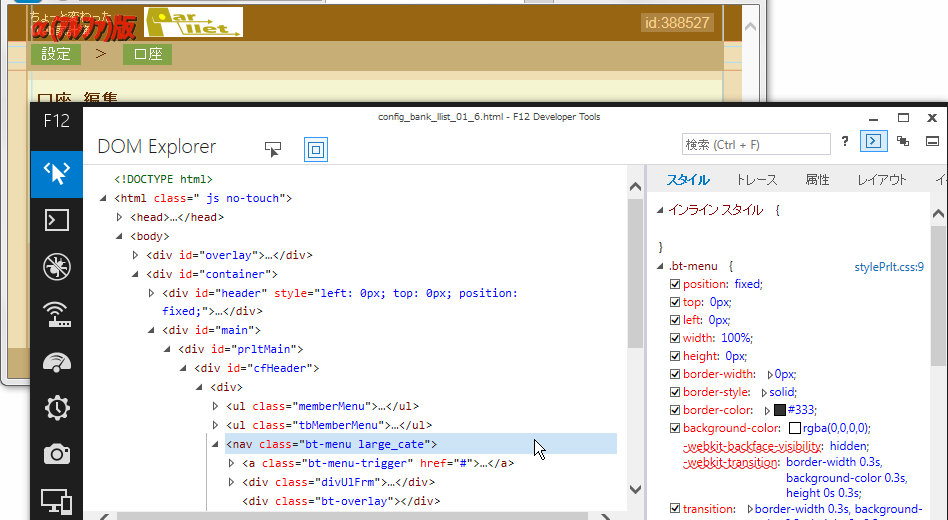 ちょっと変わった
α(アルファ)版
ar
llet
id:388527
設定 > 口座
口座 編集
F12
config_bank_llist_01_6.html - F12 Developer Tools
DOM Explorer
検索 (Ctrl + F)
?
<!DOCTYPE html>
<html class=" js no-touch">
<head>…</head>
<body>
<div id="overlay">…</div>
<div id="container">
<div id="header" style="left: 0px; top: 0px; position:
fixed;">…</div>
<div id="main">
<div id="prltMain">
<div id="cfHeader">
<div>
<ul class="memberMenu">…</ul>
<ul class="tbMemberMenu">…</ul>
<nav class="bt-menu large_cate">
<a class="bt-menu-trigger" href="#">…</a>
<div class="divUlFrm">…</div>
<div class="bt-overlay"></div>
スタイル トレース 属性 レイアウト イ
インライン スタイル {
}
.bt-menu { stylePrlt.css:9
position: fixed;
top: 0px;
left: 0px;
width: 100%;
height: 0px;
border-width: 0px;
border-style: solid;
border-color: #333;
background-color: rgba(0,0,0,0);
-webkit-backface-visibility: hidden;
-webkit-transition: border-width 0.3s,
background-color 0.3s,
height 0s 0.3s;
transition: border-width 0.3s, background-
color 0.3s, height 0s